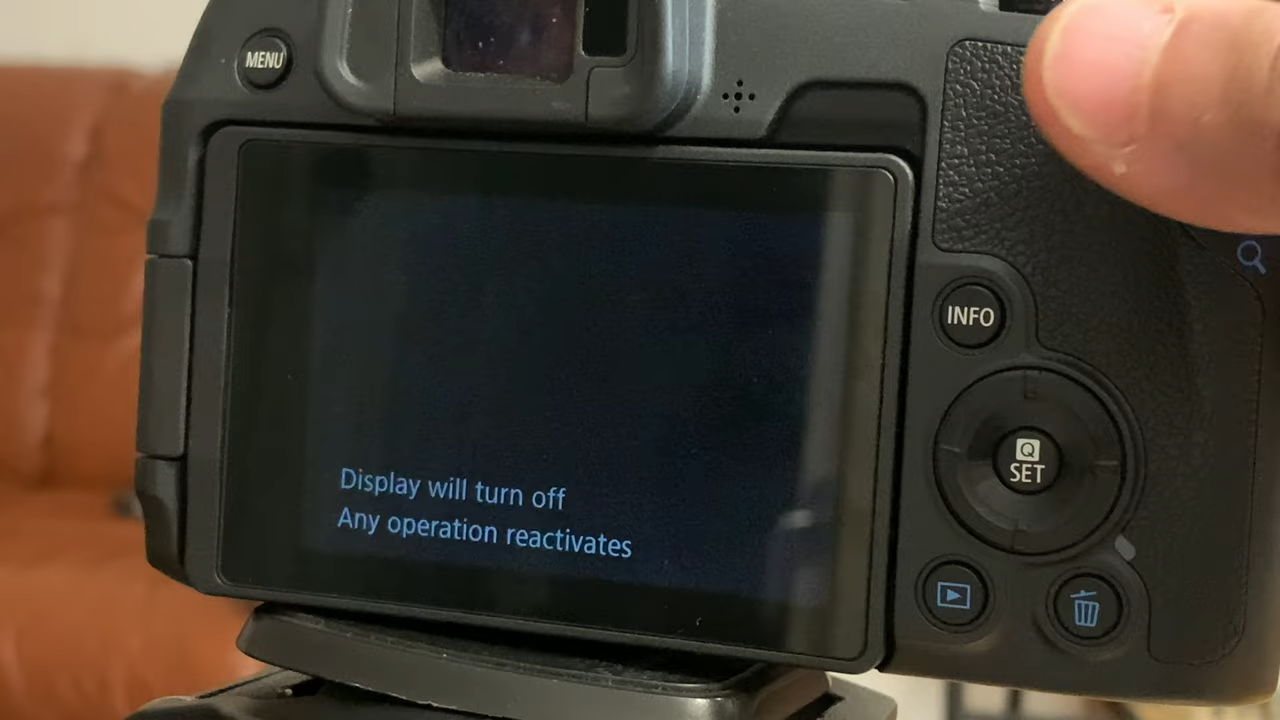 MENU
INFO
Q
SET
Display will turn off
Any operation reactivates